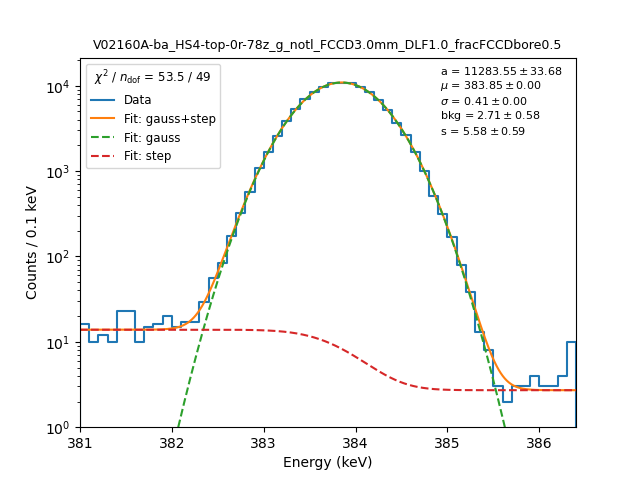 V02160A-ba_HS4-top-0r-78z_g_notl_FCCD3.0mm_DLF1.0_fracFCCDbore0.5
χ² / n_dof = 53.5 / 49
Data
Fit: gauss+step
Fit: gauss
Fit: step
a = 11283.55 ± 33.68
μ = 383.85 ± 0.00
σ = 0.41 ± 0.00
bkg = 2.71 ± 0.58
s = 5.58 ± 0.59
Counts / 0.1 keV
10⁴
10³
10²
10¹
10⁰
381 382 383 384 385 386
Energy (keV)